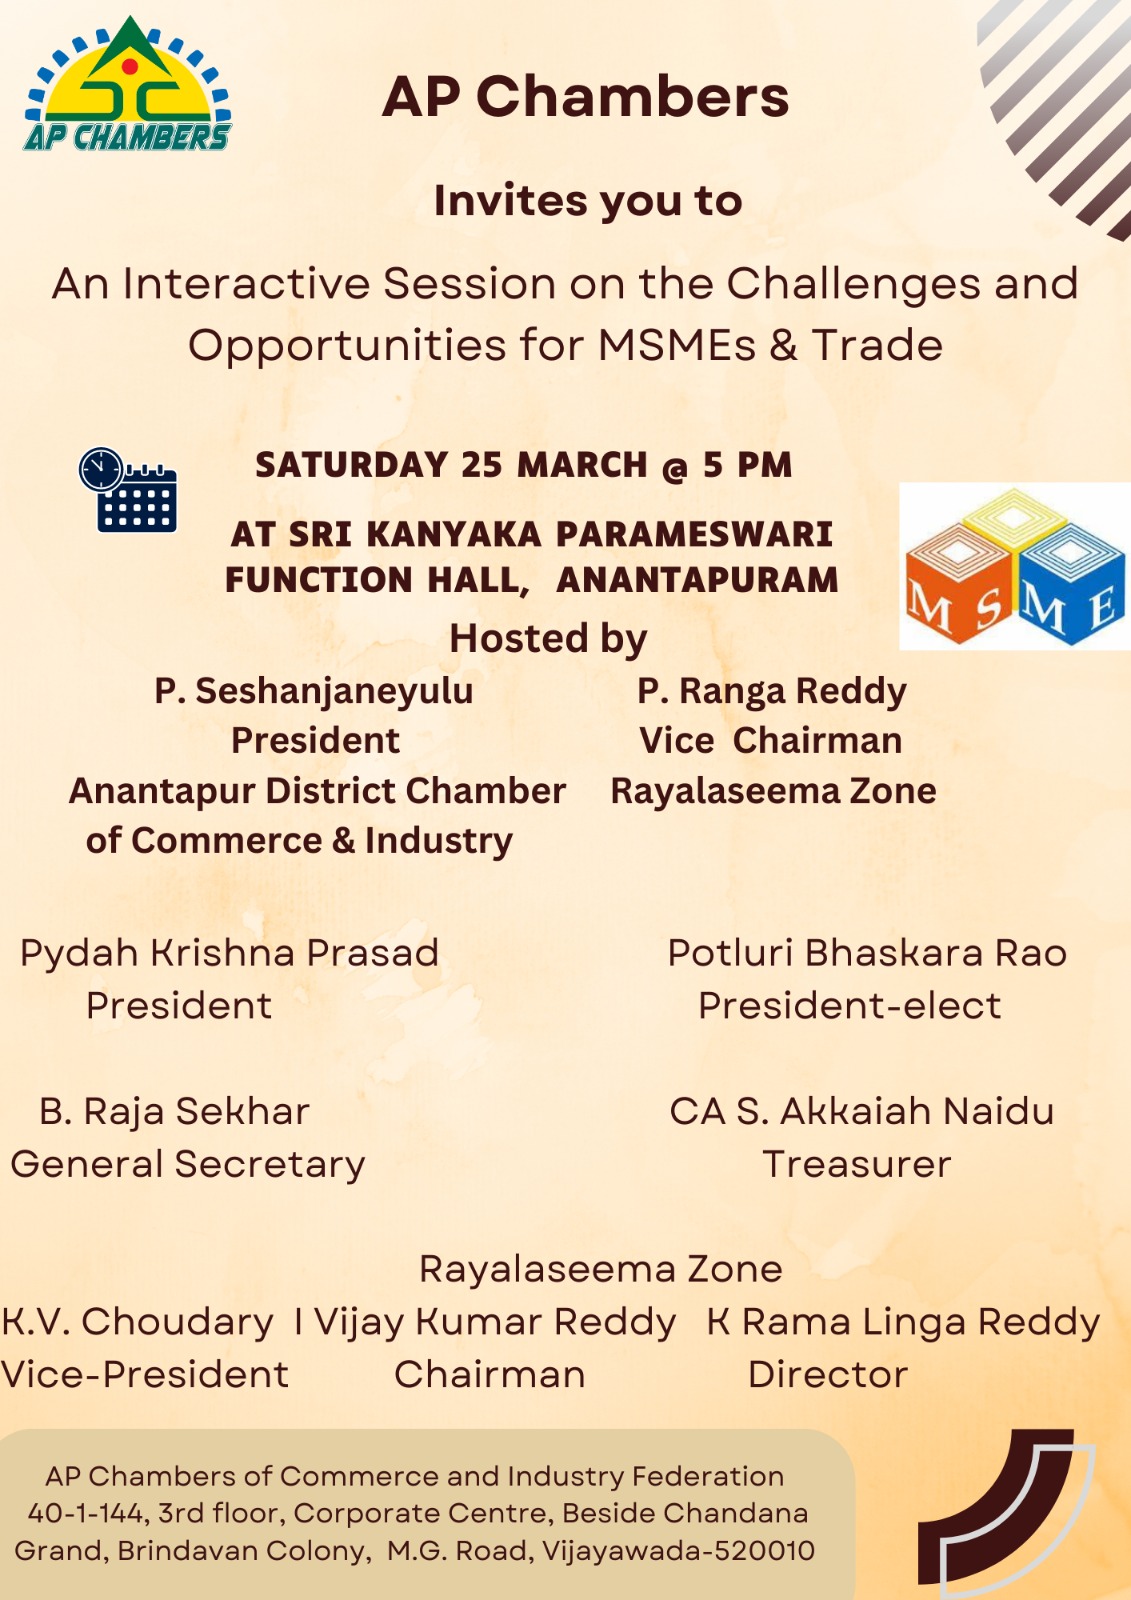 AP CHAMBERS
AP Chambers
Invites you to
An Interactive Session on the Challenges and
Opportunities for MSMEs & Trade
SATURDAY 25 MARCH @ 5 PM
AT SRI KANYAKA PARAMESWARI
FUNCTION HALL, ANANTAPURAM
MSME
Hosted by
P. Seshanjaneyulu
President
Anantapur District Chamber
of Commerce & Industry
P. Ranga Reddy
Vice Chairman
Rayalaseema Zone
Pydah Krishna Prasad
President
Potluri Bhaskara Rao
President-elect
B. Raja Sekhar
General Secretary
CA S. Akkaiah Naidu
Treasurer
Rayalaseema Zone
K.V. Choudary I Vijay Kumar Reddy K Rama Linga Reddy
Vice-President Chairman Director
AP Chambers of Commerce and Industry Federation
40-1-144, 3rd floor, Corporate Centre, Beside Chandana
Grand, Brindavan Colony, M.G. Road, Vijayawada-520010